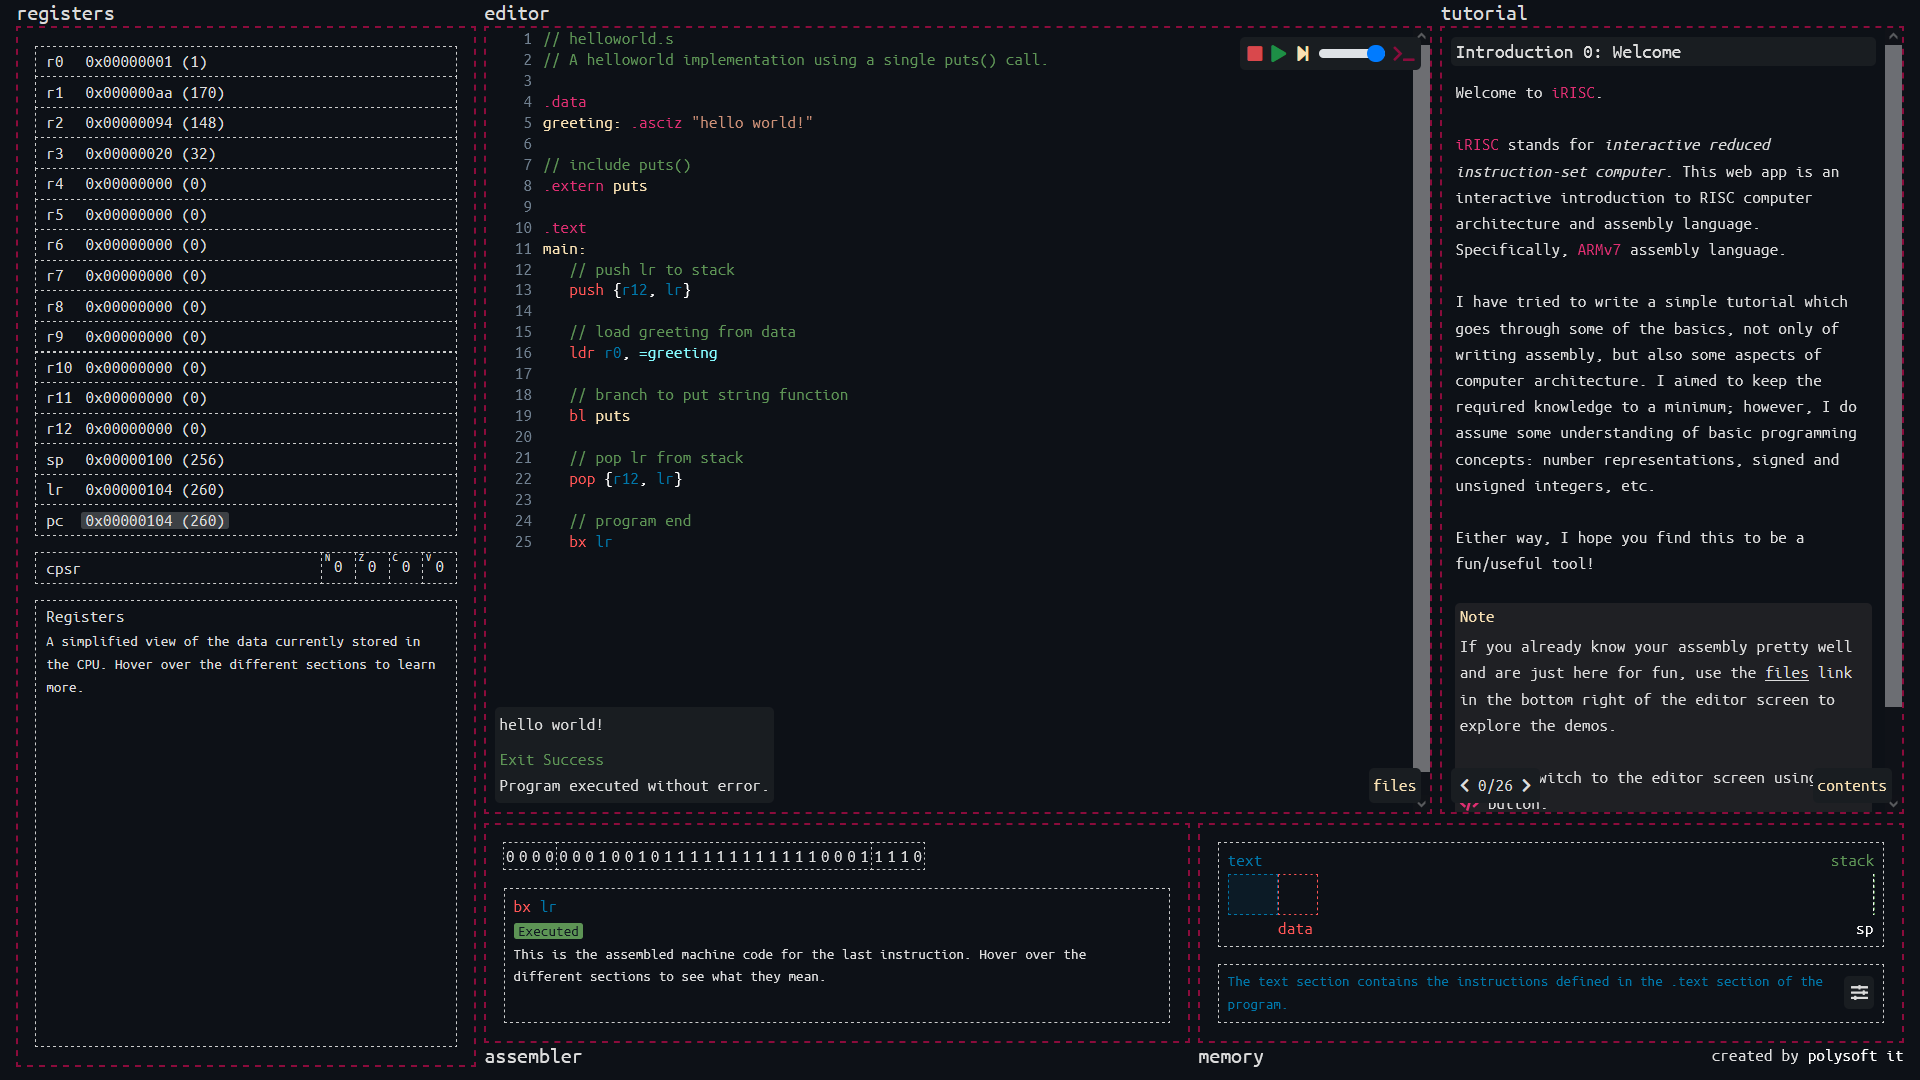 registers
r0 0x00000001 (1)
r1 0x000000aa (170)
r2 0x00000094 (148)
r3 0x00000020 (32)
r4 0x00000000 (0)
r5 0x00000000 (0)
r6 0x00000000 (0)
r7 0x00000000 (0)
r8 0x00000000 (0)
r9 0x00000000 (0)
r10 0x00000000 (0)
r11 0x00000000 (0)
r12 0x00000000 (0)
sp 0x00000100 (256)
lr 0x00000104 (260)
pc 0x00000104 (260)
cpsr N 0 Z 0 C 0 V 0
Registers
A simplified view of the data currently stored in
the CPU. Hover over the different sections to learn
more.
editor
1 // helloworld.s
2 // A helloworld implementation using a single puts() call.
3
4 .data
5 greeting: .asciz "hello world!"
6
7 // include puts()
8 .extern puts
9
10 .text
11 main:
12 // push lr to stack
13 push {r12, lr}
14
15 // load greeting from data
16 ldr r0, =greeting
17
18 // branch to put string function
19 bl puts
20
21 // pop lr from stack
22 pop {r12, lr}
23
24 // program end
25 bx lr
hello world!
Exit Success
Program executed without error.
files
tutorial
Introduction 0: Welcome
Welcome to iRISC.
iRISC stands for interactive reduced
instruction-set computer. This web app is an
interactive introduction to RISC computer
architecture and assembly language.
Specifically, ARMv7 assembly language.
I have tried to write a simple tutorial which
goes through some of the basics, not only of
writing assembly, but also some aspects of
computer architecture. I aimed to keep the
required knowledge to a minimum; however, I do
assume some understanding of basic programming
concepts: number representations, signed and
unsigned integers, etc.
Either way, I hope you find this to be a
fun/useful tool!
Note
If you already know your assembly pretty well
and are just here for fun, use the files link
in the bottom right of the editor screen to
explore the demos.
to the editor screen using
button.
0/26
contents
0000 000100101111111111110001 1110
bx lr
Executed
This is the assembled machine code for the last instruction. Hover over the
different sections to see what they mean.
assembler
text
stack
data
sp
The text section contains the instructions defined in the .text section of the
program.
memory
created by polysoft it